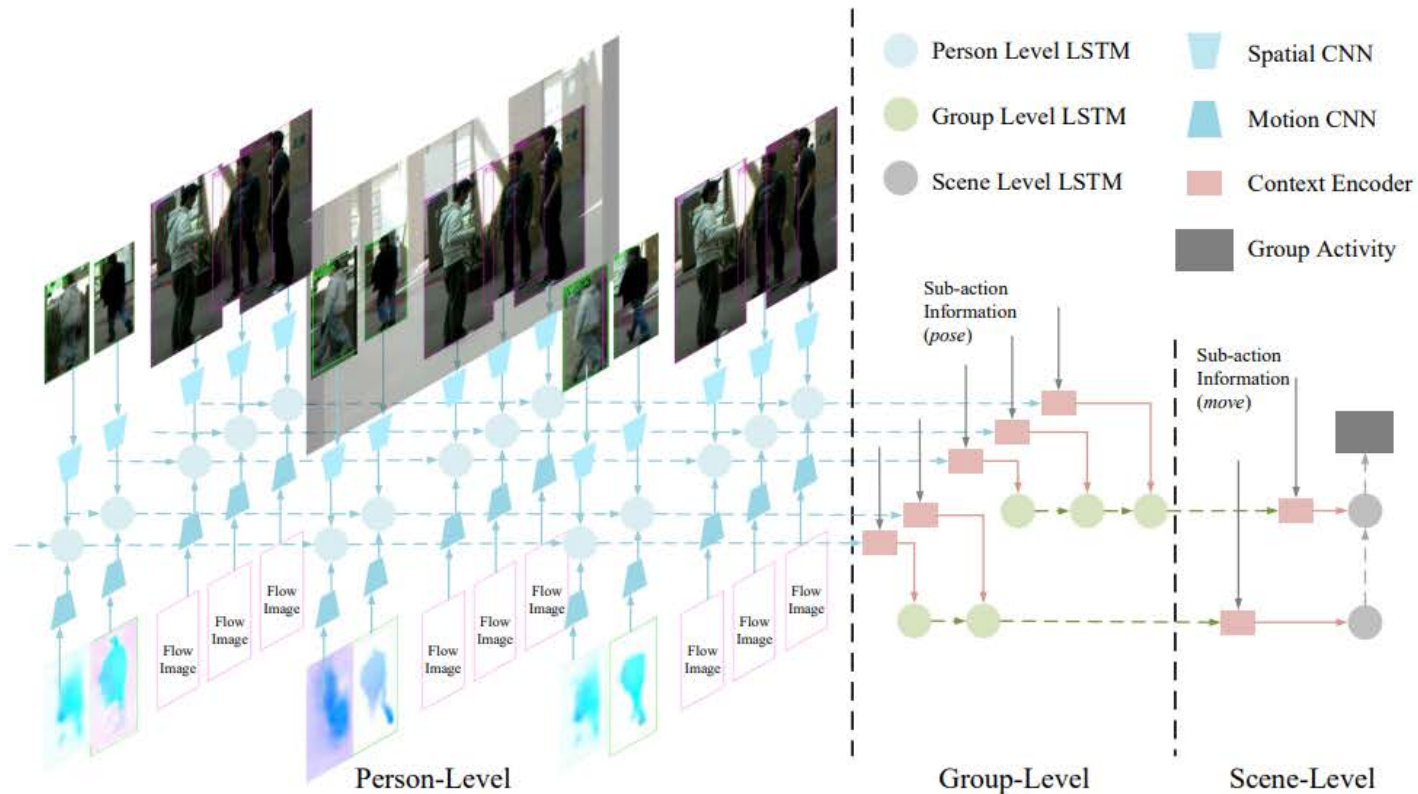 Person Level LSTM
Group Level LSTM
Scene Level LSTM
Spatial CNN
Motion CNN
Context Encoder
Group Activity
Sub-action
Information
(pose)
Sub-action
Information
(move)
Flow
Image
Flow
Image
Flow
Image
Flow
Image
Flow
Image
Flow
Image
Flow
Image
Flow
Image
Flow
Image
Person-Level
Group-Level
Scene-Level